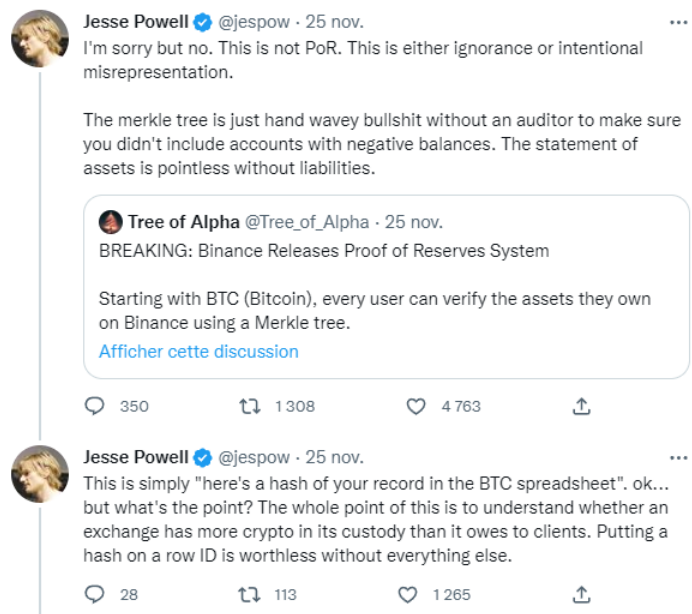 Jesse Powell @jespow · 25 nov.
I'm sorry but no. This is not PoR. This is either ignorance or intentional
misrepresentation.
The merkle tree is just hand wavey bullshit without an auditor to make sure
you didn't include accounts with negative balances. The statement of
assets is pointless without liabilities.
Tree of Alpha @Tree_of_Alpha · 25 nov.
BREAKING: Binance Releases Proof of Reserves System
Starting with BTC (Bitcoin), every user can verify the assets they own
on Binance using a Merkle tree.
Afficher cette discussion
350 1 308 4 763
Jesse Powell @jespow · 25 nov.
This is simply "here's a hash of your record in the BTC spreadsheet". ok...
but what's the point? The whole point of this is to understand whether an
exchange has more crypto in its custody than it owes to clients. Putting a
hash on a row ID is worthless without everything else.
28 113 1 265